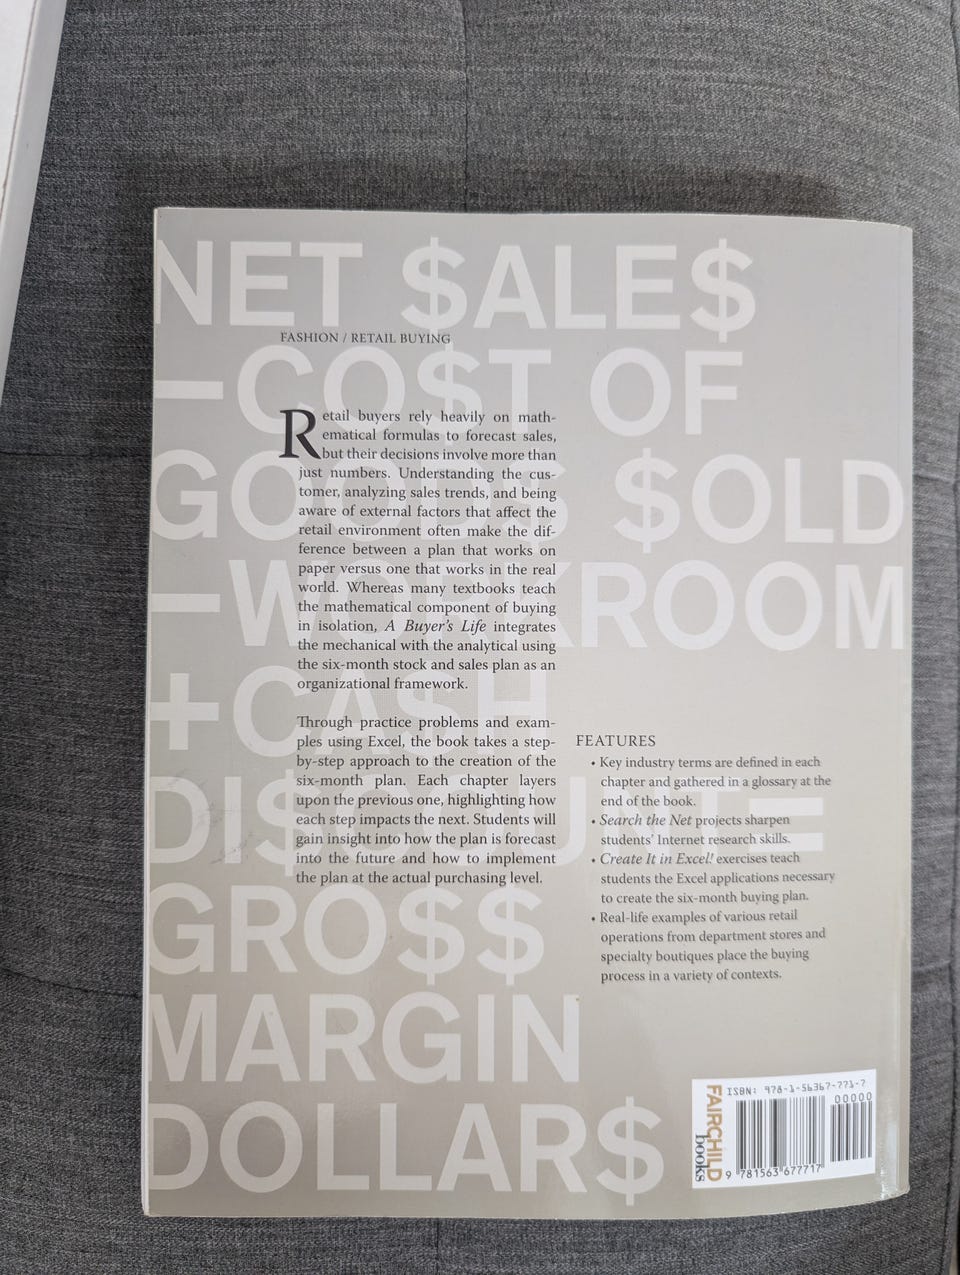 NET $ALE$
FASHION / RETAIL BUYING
–CO$T OF
GOOD$ $OLD
–WORKROOM
+CA$H
DI$COUNT=
GRO$$
MARGIN
DOLLAR$
Retail buyers rely heavily on math-
ematical formulas to forecast sales,
but their decisions involve more than
just numbers. Understanding the cus-
tomer, analyzing sales trends, and being
aware of external factors that affect the
retail environment often make the dif-
ference between a plan that works on
paper versus one that works in the real
world. Whereas many textbooks teach
the mathematical component of buying
in isolation, A Buyer's Life integrates
the mechanical with the analytical using
the six-month stock and sales plan as an
organizational framework.
Through practice problems and exam-
ples using Excel, the book takes a step-
by-step approach to the creation of the
six-month plan. Each chapter layers
upon the previous one, highlighting how
each step impacts the next. Students will
gain insight into how the plan is forecast
into the future and how to implement
the plan at the actual purchasing level.
FEATURES
• Key industry terms are defined in each
chapter and gathered in a glossary at the
end of the book.
• Search the Net projects sharpen
students' Internet research skills.
• Create It in Excel! exercises teach
students the Excel applications necessary
to create the six-month buying plan.
• Real-life examples of various retail
operations from department stores and
specialty boutiques place the buying
process in a variety of contexts.
FAIRCHILD
books
ISBN: 978-1-56367-771-7
00000
9 781563 677717